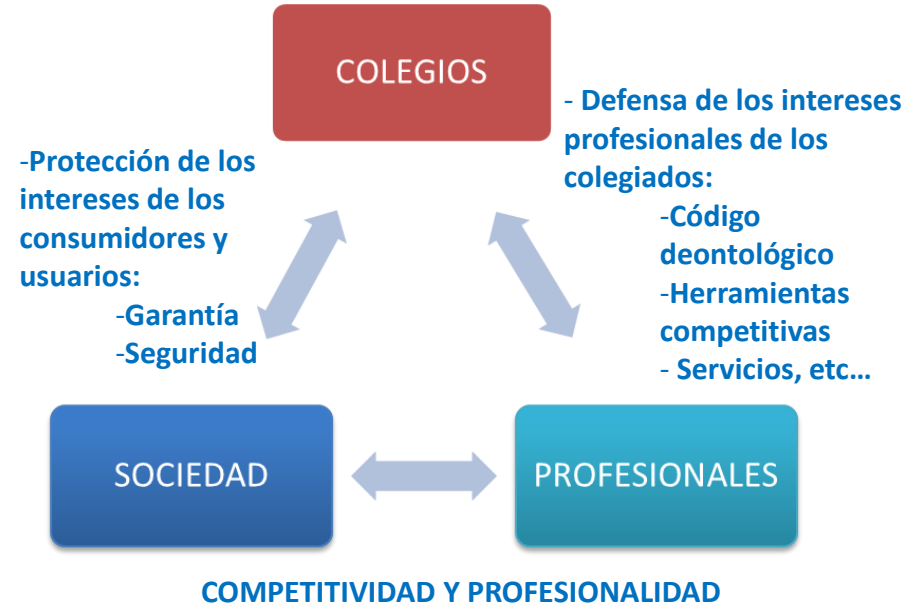 COLEGIOS
- Defensa de los intereses
profesionales de los
colegiados:
-Código
deontológico
-Herramientas
competitivas
- Servicios, etc…
-Protección de los
intereses de los
consumidores y
usuarios:
-Garantía
-Seguridad
SOCIEDAD
PROFESIONALES
COMPETITIVIDAD Y PROFESIONALIDAD